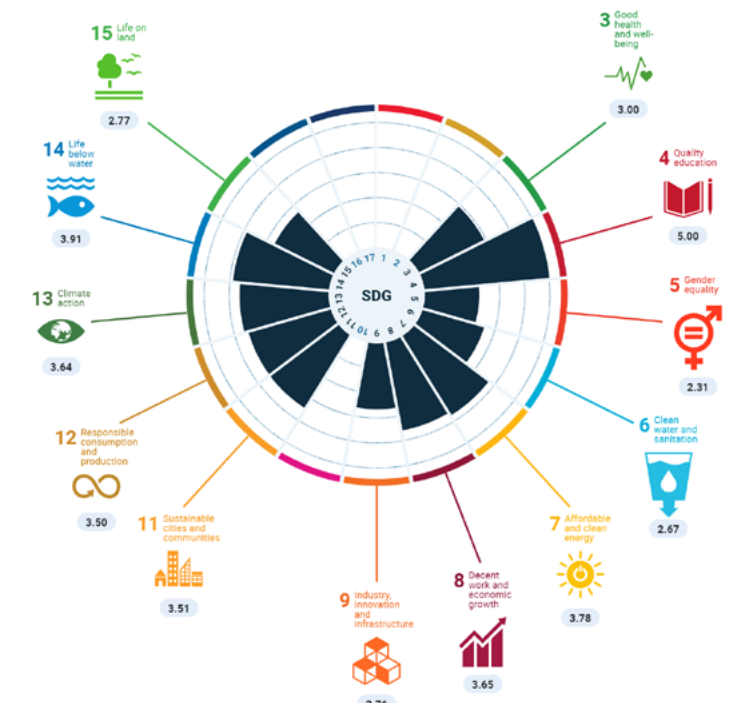 15 Life on
land
2.77
3 Good
health
and well-
being
3.00
14 Life
below
water
3.91
4 Quality
education
5.00
13 Climate
action
3.64
5 Gender
equality
2.31
SDG
1 2 3 4 5 6 7 8 9 10 11 12 13 14 15 16 17
12 Responsible
consumption
and
production
3.50
6 Clean
water and
sanitation
2.67
11 Sustainable
cities and
communities
3.51
7 Affordable
and clean
energy
3.78
9 Industry,
innovation
and
infrastructure
8 Decent
work and
economic
growth
3.65